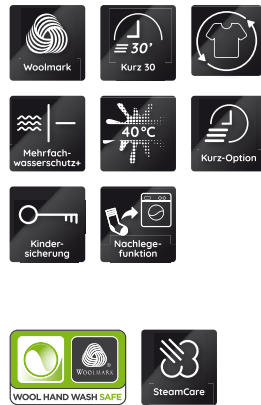 Woolmark
30'
Kurz 30
Mehrfach-
wasserschutz+
40°C
Kurz-Option
Kinder-
sicherung
Nachlege-
funktion
WOOLMARK
WOOL HAND WASH SAFE
SteamCare